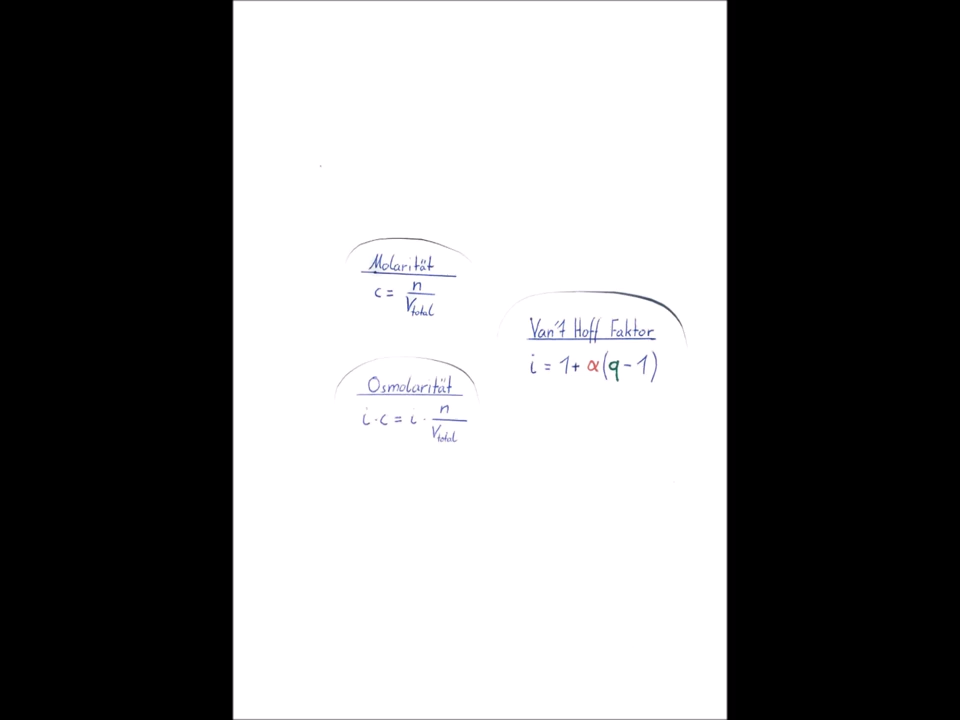 Molarität
c = n / V_total
Osmolarität
i · c = i · n / V_total
Van't Hoff Faktor
i = 1 + α(q - 1)